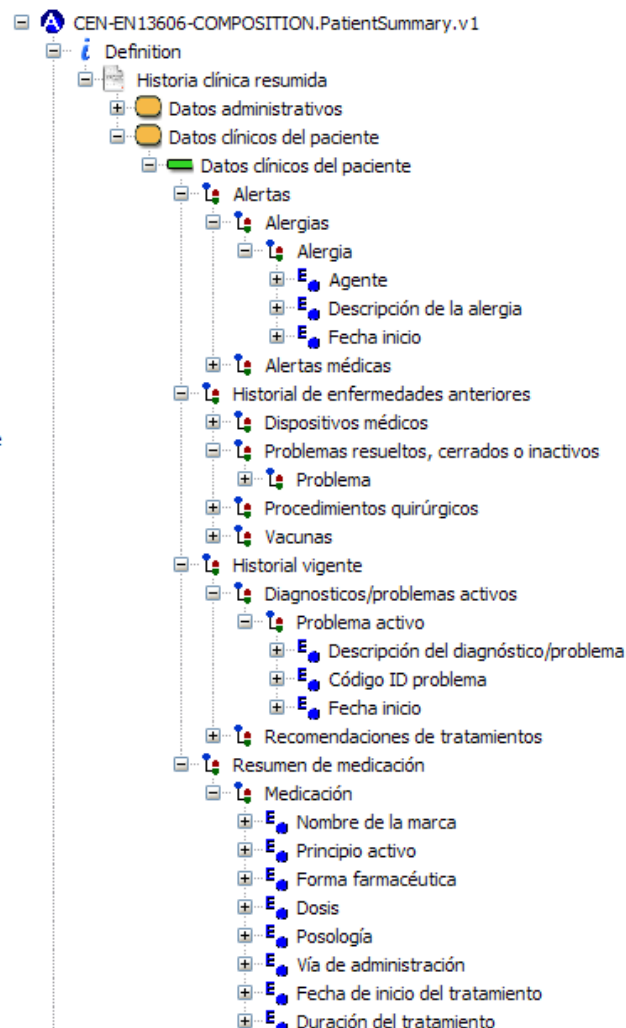 CEN-EN13606-COMPOSITION.PatientSummary.v1
Definition
Historia clínica resumida
Datos administrativos
Datos clínicos del paciente
Datos clínicos del paciente
Alertas
Alergias
Alergia
Agente
Descripción de la alergia
Fecha inicio
Alertas médicas
Historial de enfermedades anteriores
Dispositivos médicos
Problemas resueltos, cerrados o inactivos
Problema
Procedimientos quirúrgicos
Vacunas
Historial vigente
Diagnosticos/problemas activos
Problema activo
Descripción del diagnóstico/problema
Código ID problema
Fecha inicio
Recomendaciones de tratamientos
Resumen de medicación
Medicación
Nombre de la marca
Principio activo
Forma farmacéutica
Dosis
Posología
Vía de administración
Fecha de inicio del tratamiento
Duración del tratamiento